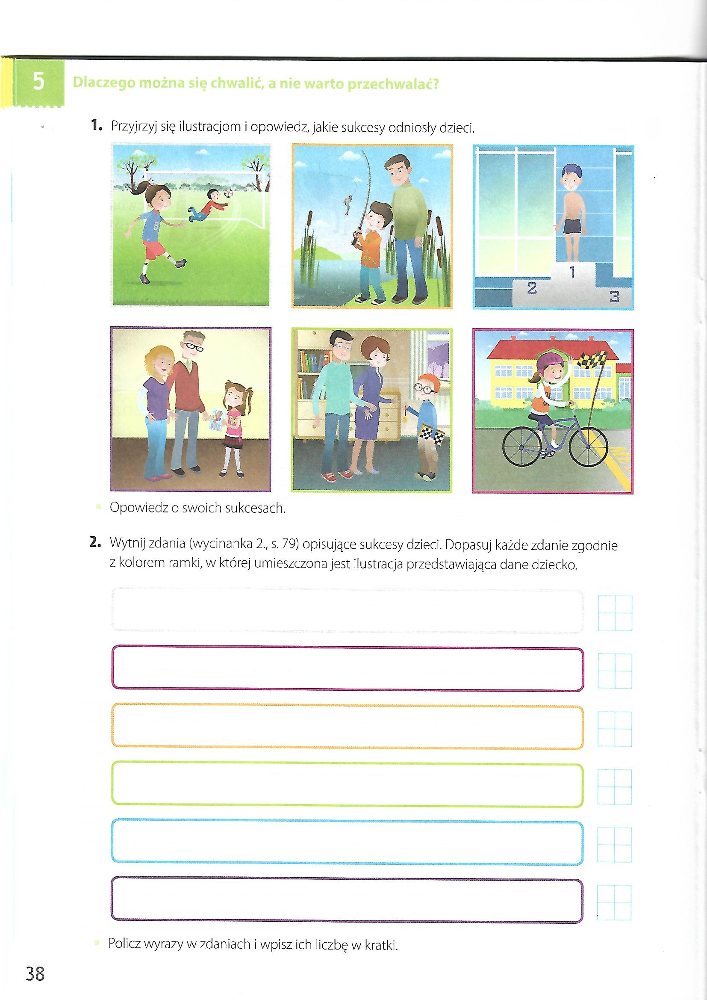 5
Dlaczego można się chwalić, a nie warto przechwalać?
1. Przyjrzyj się ilustracjom i opowiedz, jakie sukcesy odniosły dzieci.
8
1
2
3
Opowiedz o swoich sukcesach.
2. Wytnij zdania (wycinanka 2., s. 79) opisujące sukcesy dzieci. Dopasuj każde zdanie zgodnie
z kolorem ramki, w której umieszczona jest ilustracja przedstawiająca dane dziecko.
Policz wyrazy w zdaniach i wpisz ich liczbę w kratki.
38